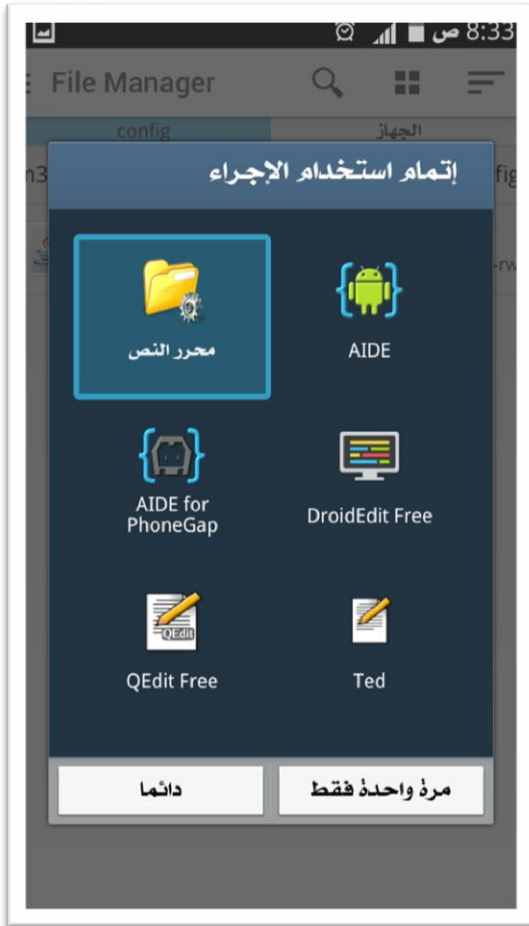 8:33 ص
File Manager
config
الجهاز
إتمام استخدام الإجراء
محرر النص
AIDE
AIDE for
PhoneGap
DroidEdit Free
QEdit
QEdit Free
Ted
دائما
مرة واحدة فقط